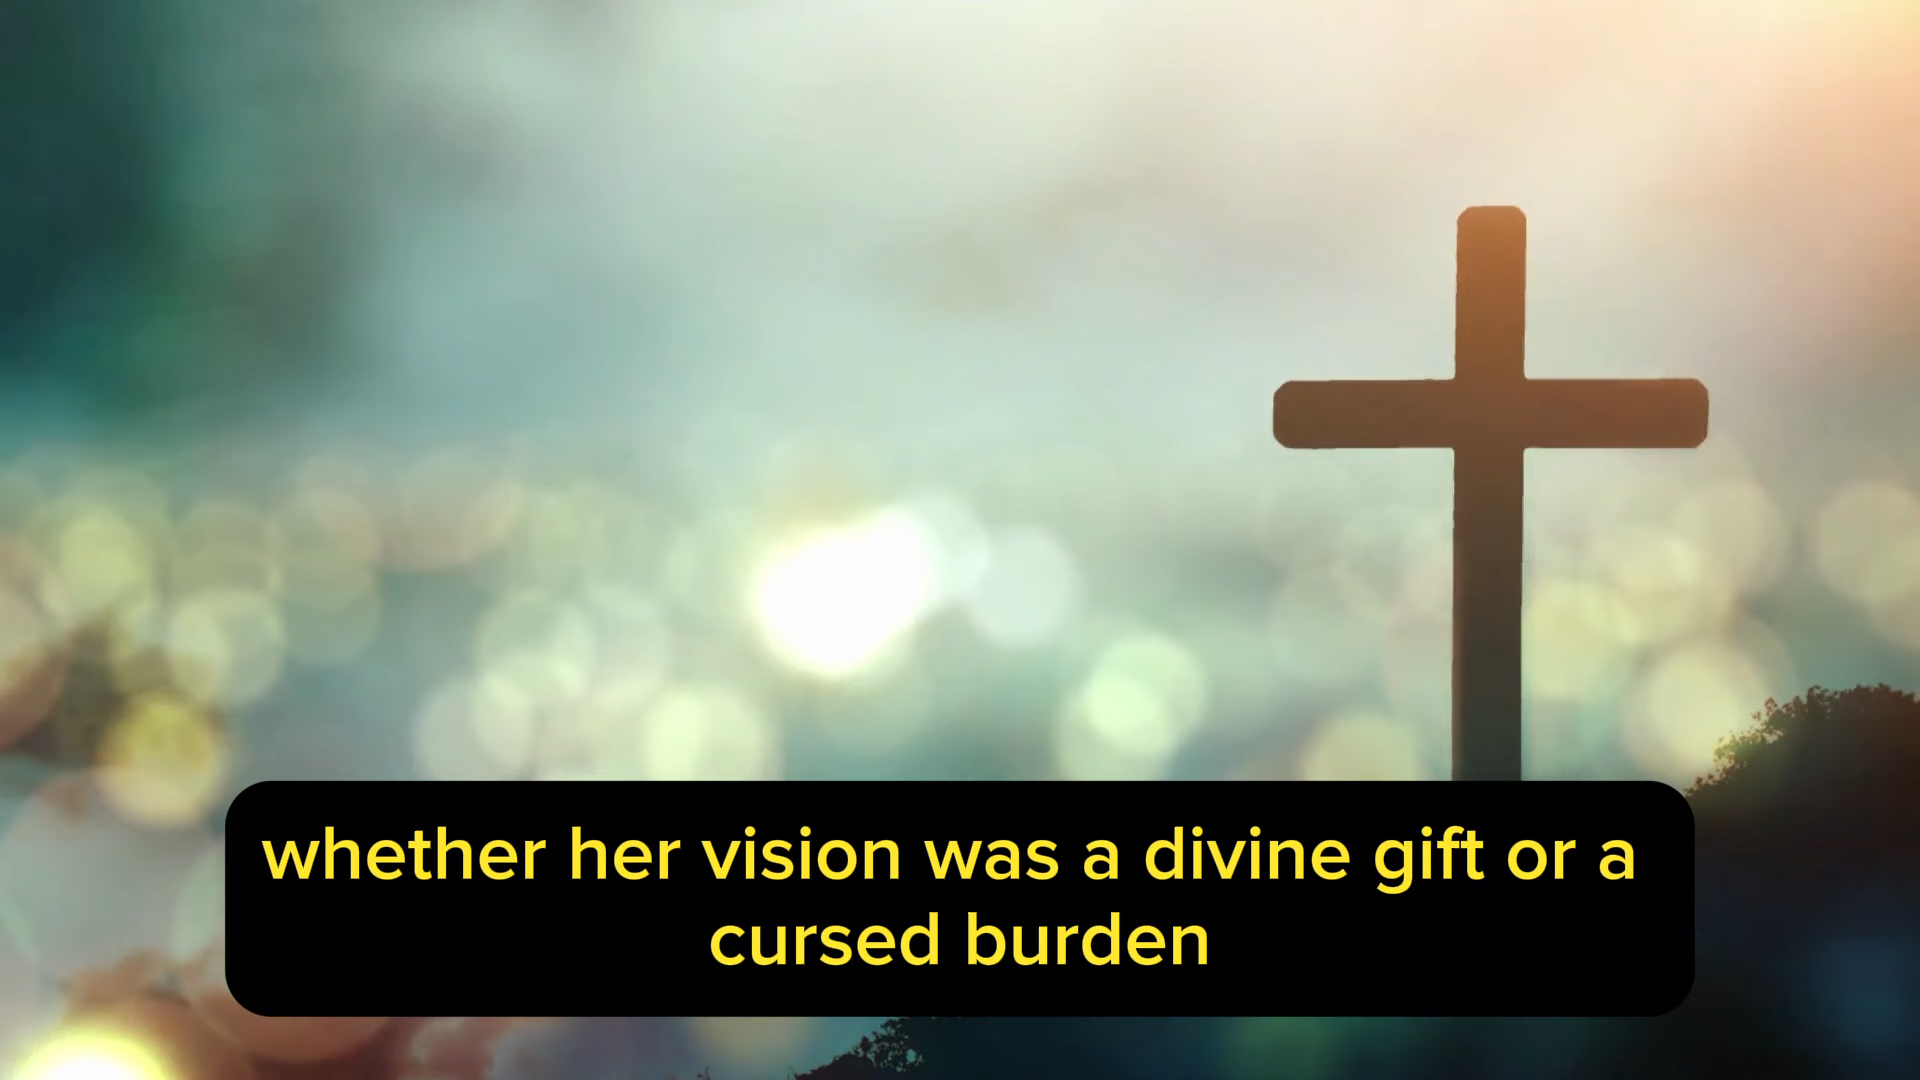 whether her vision was a divine gift or a
cursed burden